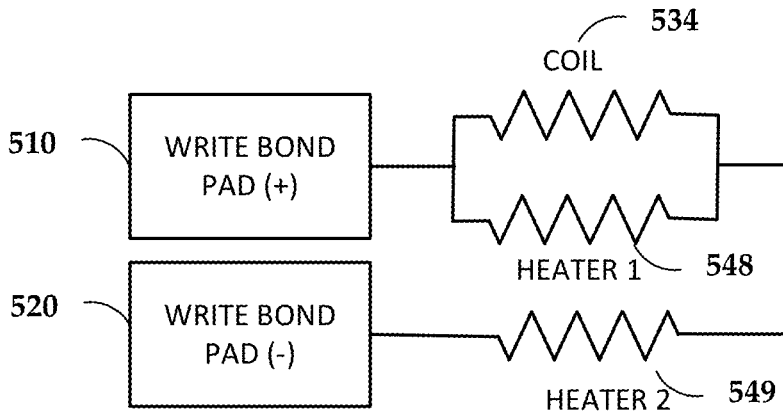 534
COIL
510
WRITE BOND
PAD (+)
HEATER 1
548
520
WRITE BOND
PAD (-)
HEATER 2
549